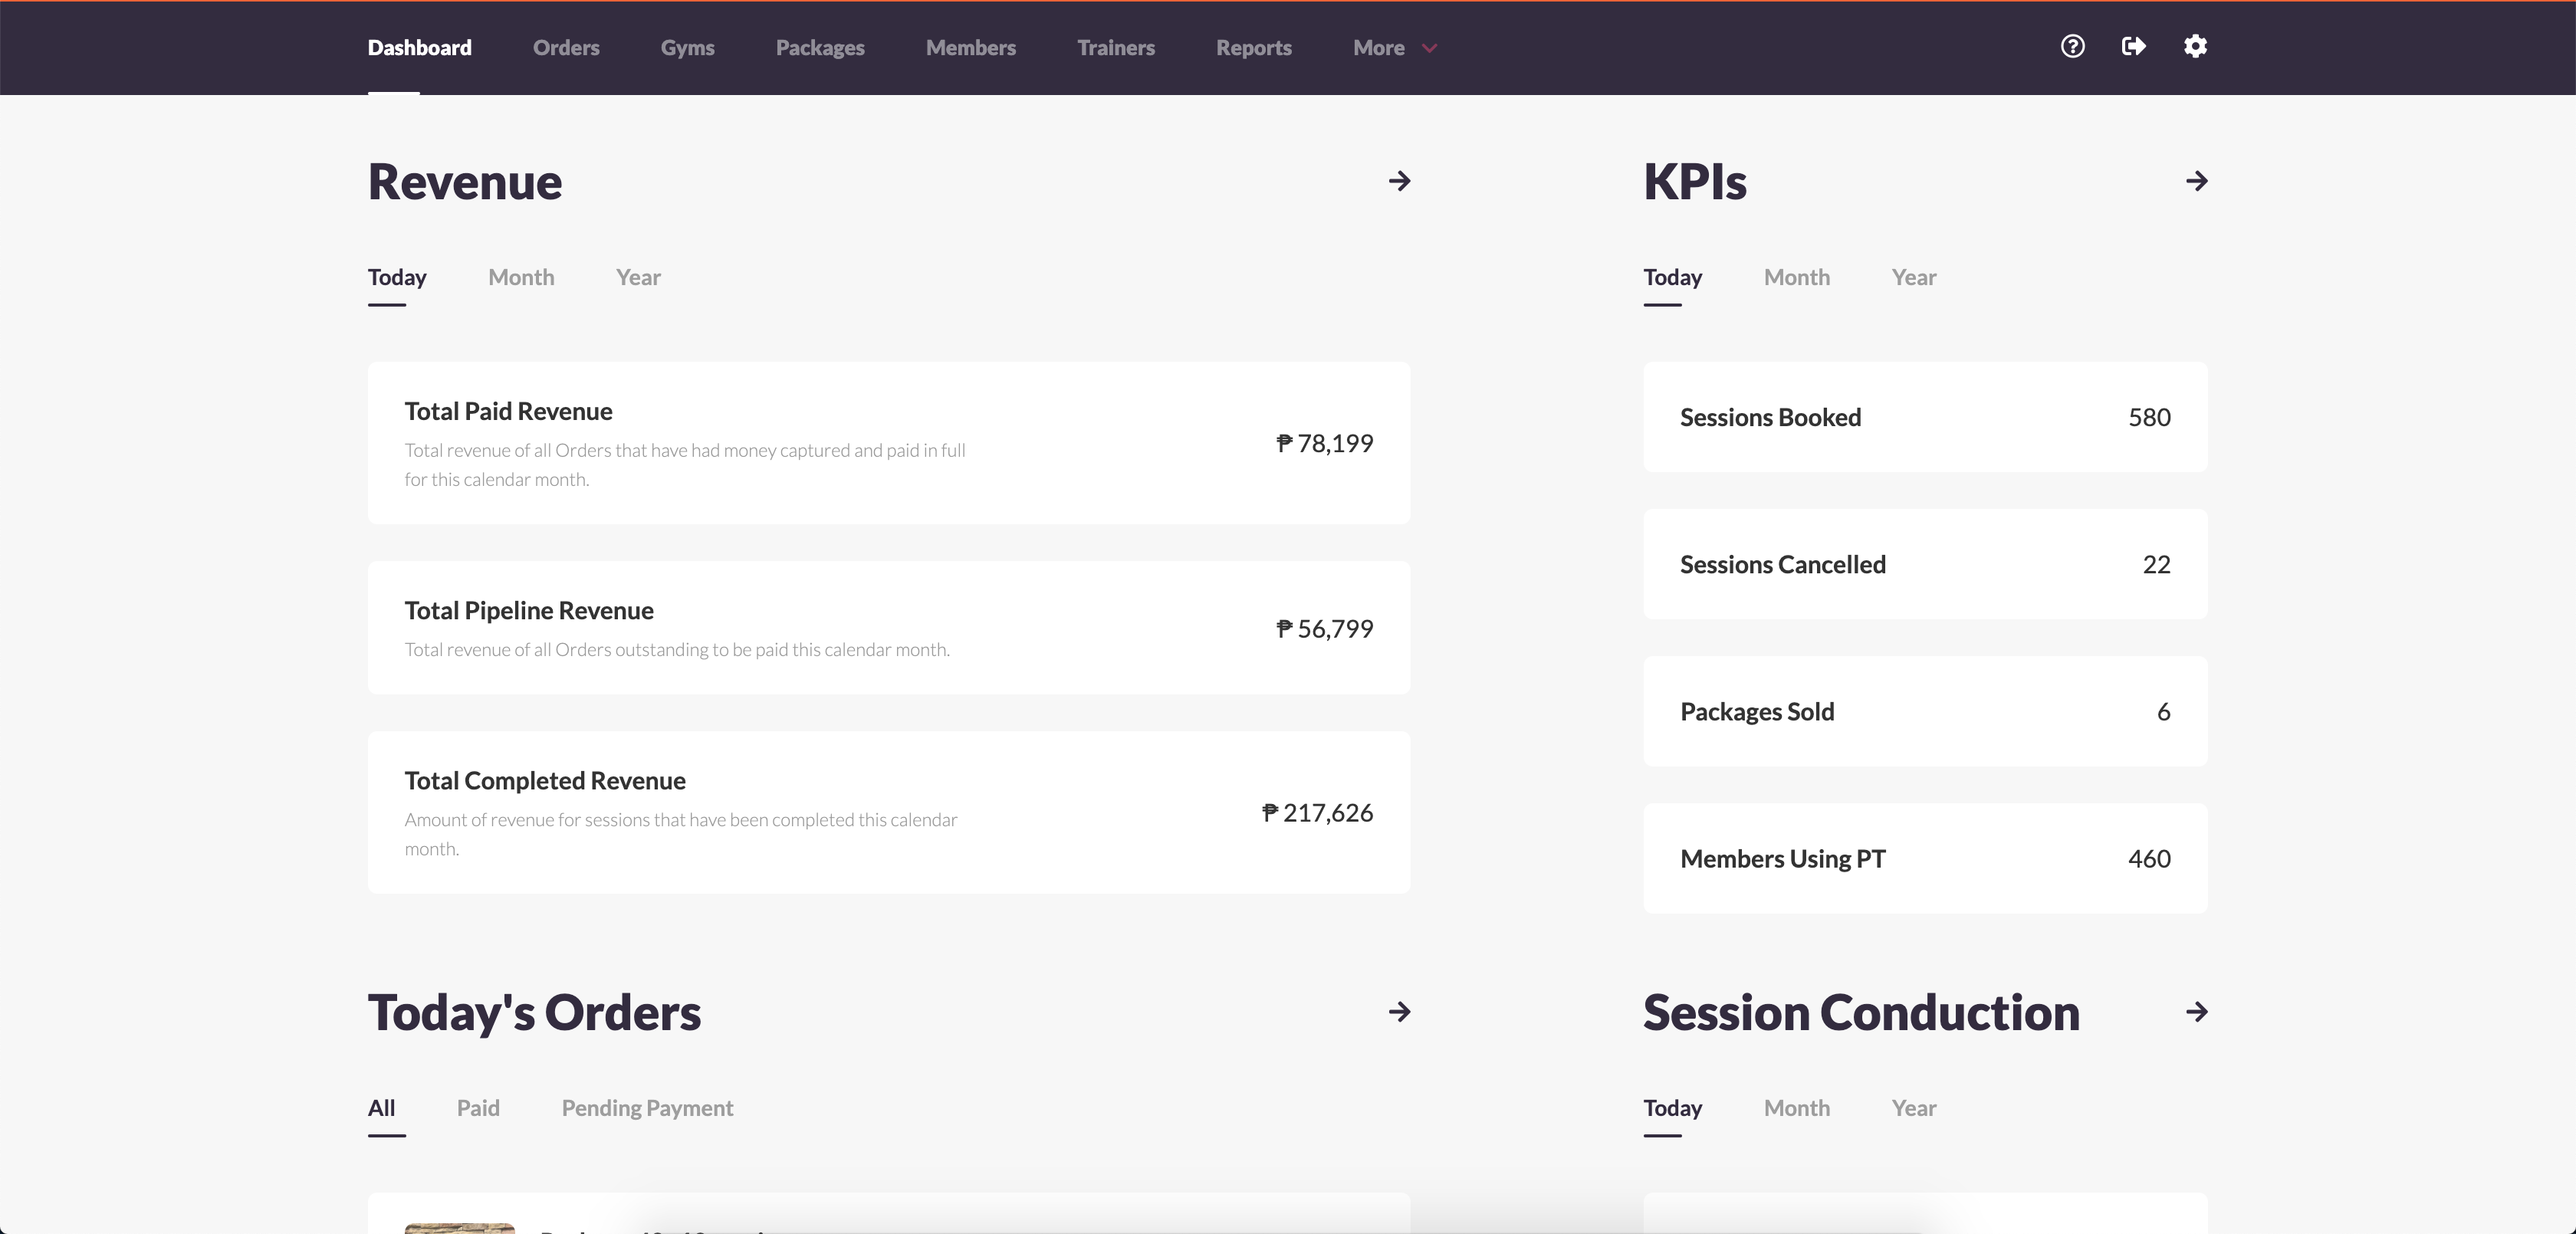 Dashboard Orders Gyms Packages Members Trainers Reports More
Revenue
Today Month Year
Total Paid Revenue
Total revenue of all Orders that have had money captured and paid in full
for this calendar month.
₱ 78,199
Total Pipeline Revenue
Total revenue of all Orders outstanding to be paid this calendar month.
₱ 56,799
Total Completed Revenue
Amount of revenue for sessions that have been completed this calendar
month.
₱ 217,626
KPIs
Today Month Year
Sessions Booked 580
Sessions Cancelled 22
Packages Sold 6
Members Using PT 460
Today's Orders
All Paid Pending Payment
Session Conduction
Today Month Year